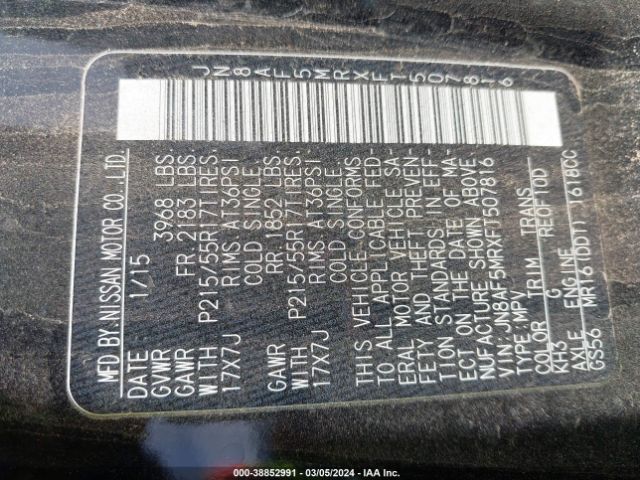 JN8AF5MRXFT507816
MFD BY: NISSAN MOTOR CO.,LTD.
DATE 1/15
GVWR 3968 LBS
GAWR FR.2183 LBS.
WITH P215/55R17TIRES,
17X7J RIMS AT36PSI
COLD SINGLE
GAWR RR.1852 LBS.
WITH P215/55R17TIRES,
17X7J RIMS AT36PSI
COLD SINGLE
THIS VEHICLE CONFORMS
TO ALL APPLICABLE FED-
ERAL MOTOR VEHICLE SA-
FETY AND THEFT PREVEN-
TION STANDARDS IN EFF-
ECT ON THE DATE OF MA-
NUFACTURE SHOWN ABOVE.
VIN:JN8AF5MRXFT507816
TYPE:MPV
COLOR TRIM TRANS
KH3 G RE0F10D
AXLE ENGINE
GS56 MR16 (DDT) 1618CC
000-38852991 - 03/05/2024 - IAA Inc.